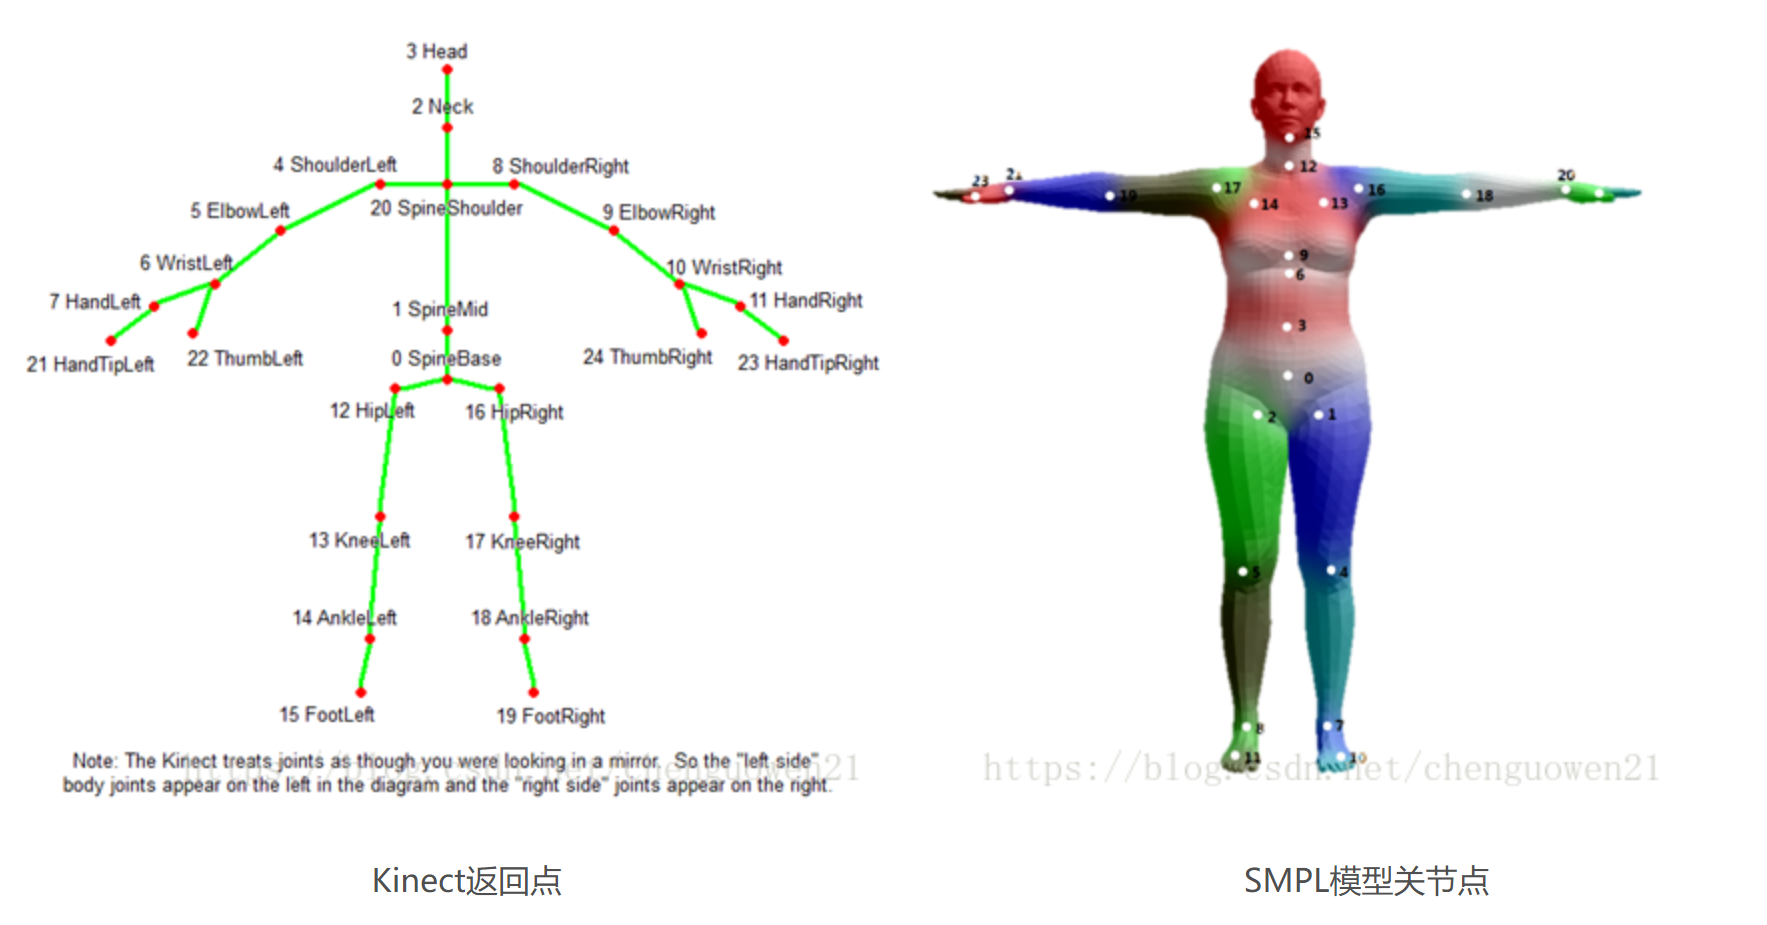 3 Head
2 Neck
4 ShoulderLeft
8 ShoulderRight
20 SpineShoulder
5 ElbowLeft
9 ElbowRight
6 WristLeft
10 WristRight
7 HandLeft
11 HandRight
1 SpineMid
21 HandTipLeft
22 ThumbLeft
0 SpineBase
24 ThumbRight
23 HandTipRight
12 HipLeft
16 HipRight
13 KneeLeft
17 KneeRight
14 AnkleLeft
18 AnkleRight
15 FootLeft
19 FootRight
Note: The Kinect treats joints as though you were looking in a mirror. So the "left side"
body joints appear on the left in the diagram and the "right side" joints appear on the right.
https://blog.csdn.net/chenguowen21
Kinect返回点
15
12
23
21
19
17
16
18
20
14
13
9
6
3
0
2
1
5
4
8
7
11
10
https://blog.csdn.net/chenguowen21
SMPL模型关节点